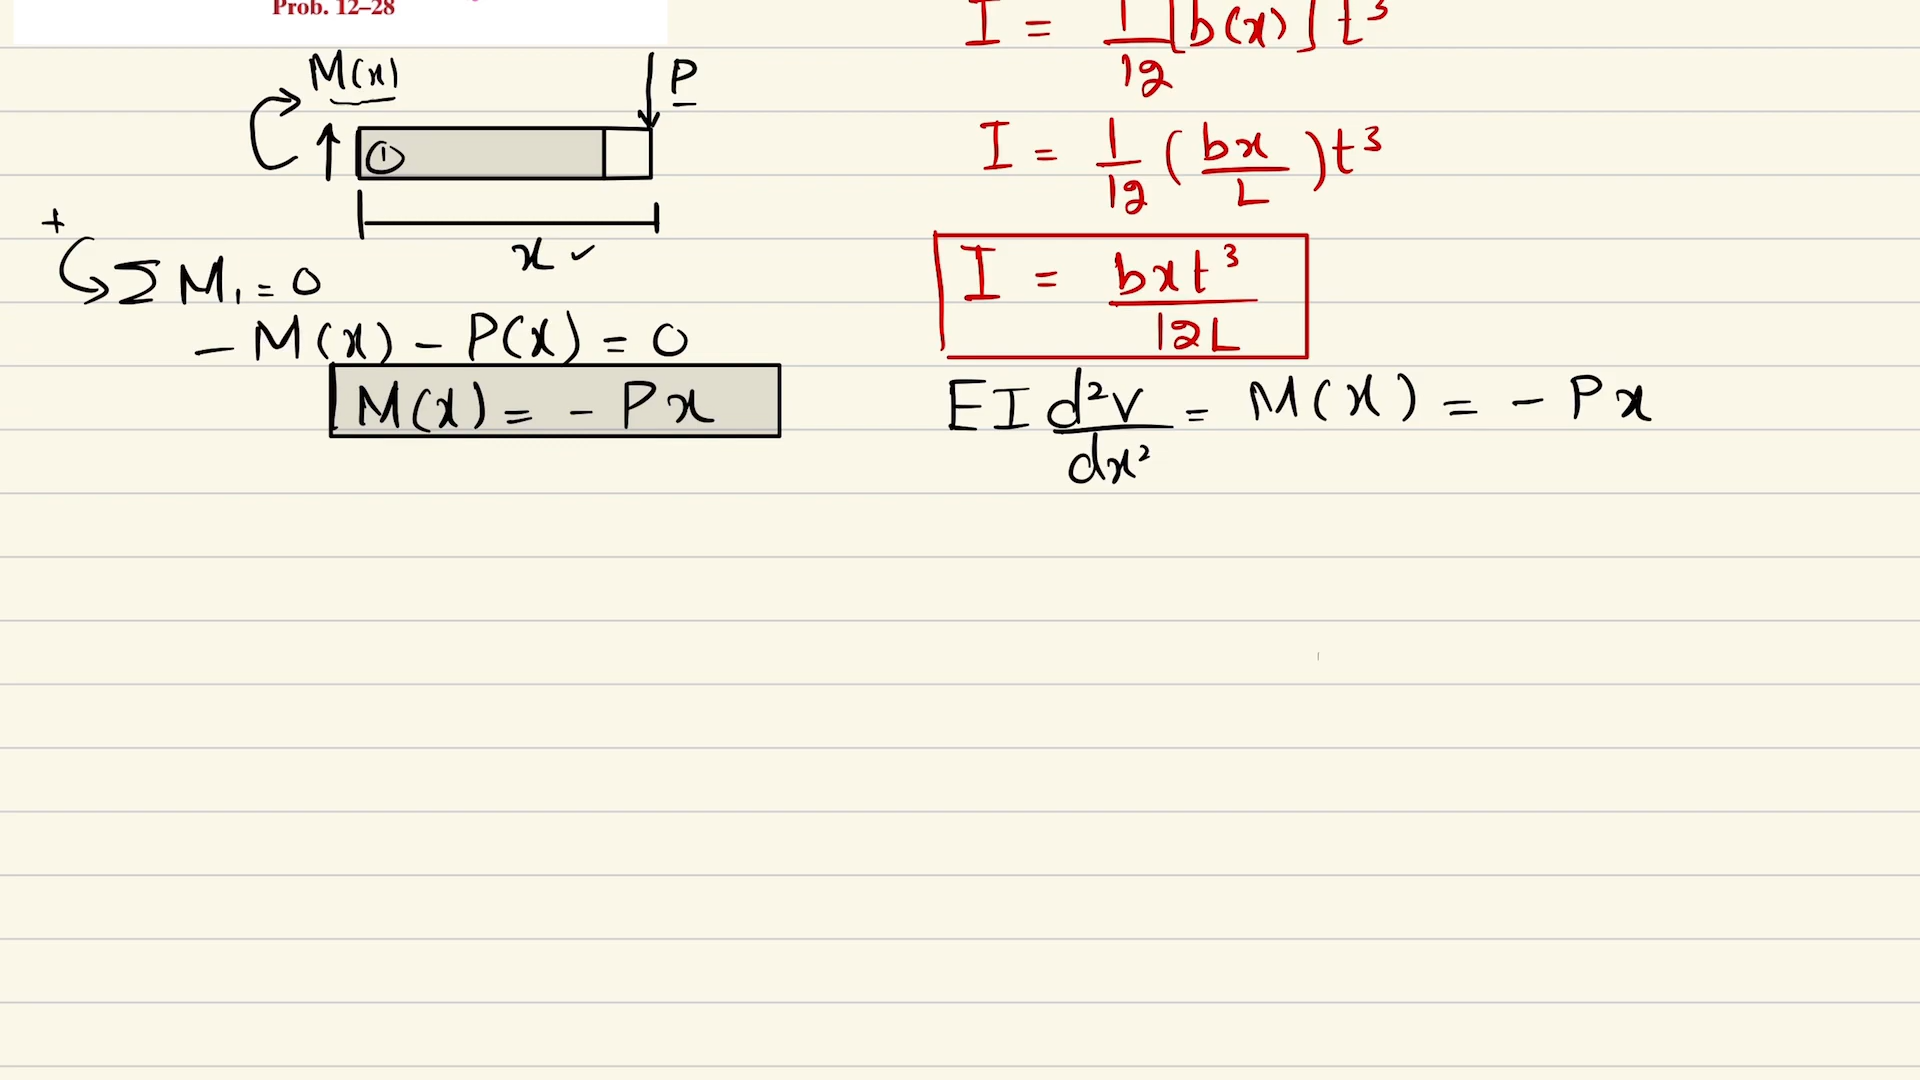 Prob. 12–28
M(x)
P
1
x ✓
+
Σ M₁ = 0
- M(x) - P(x) = 0
M(x) = - Px
I = 1/12 [b(x)] t³
I = 1/12 (bx/L) t³
I = bxt³/12L
EI d²v/dx² = M(x) = - Px